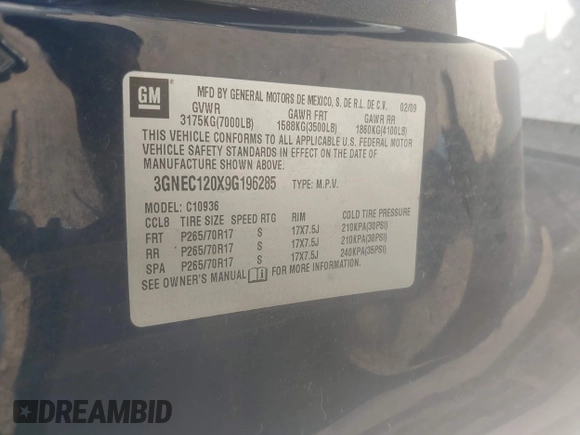 GM
MFD BY GENERAL MOTORS DE MEXICO, S. DE R.L. DE C.V. 02/09
GVWR GAWR FRT GAWR RR
3175KG(7000LB) 1588KG(3500LB) 1860KG(4100LB)
THIS VEHICLE CONFORMS TO ALL APPLICABLE U.S. FEDERAL MOTOR
VEHICLE SAFETY STANDARDS IN EFFECT ON THE DATE OF
MANUFACTURE SHOWN ABOVE.
3GNEC120X9G196285 TYPE: M.P.V.
MODEL: C10936
CCL8 TIRE SIZE SPEED RTG RIM COLD TIRE PRESSURE
FRT P265/70R17 S 17X7.5J 210KPA(30PSI)
RR P265/70R17 S 17X7.5J 210KPA(30PSI)
SPA P265/70R17 S 17X7.5J 240KPA(35PSI)
SEE OWNER'S MANUAL FOR MORE INFORMATION.
DREAMBID